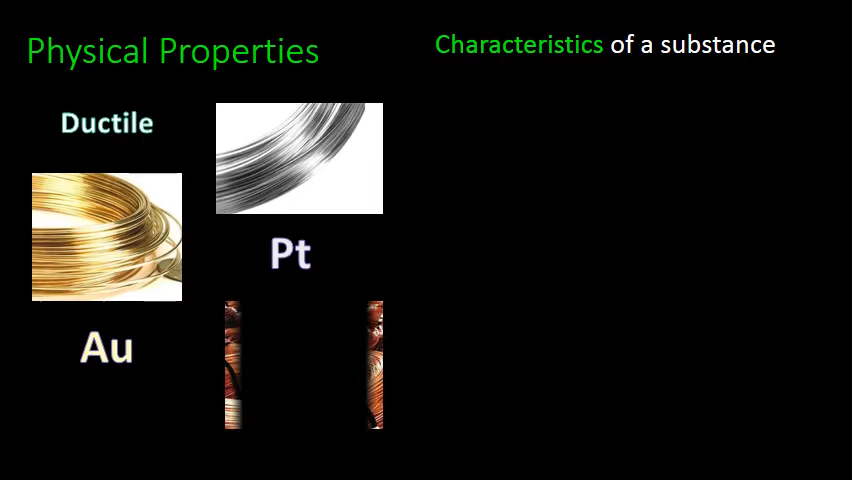 Physical Properties
Characteristics of a substance
Ductile
Pt
Au